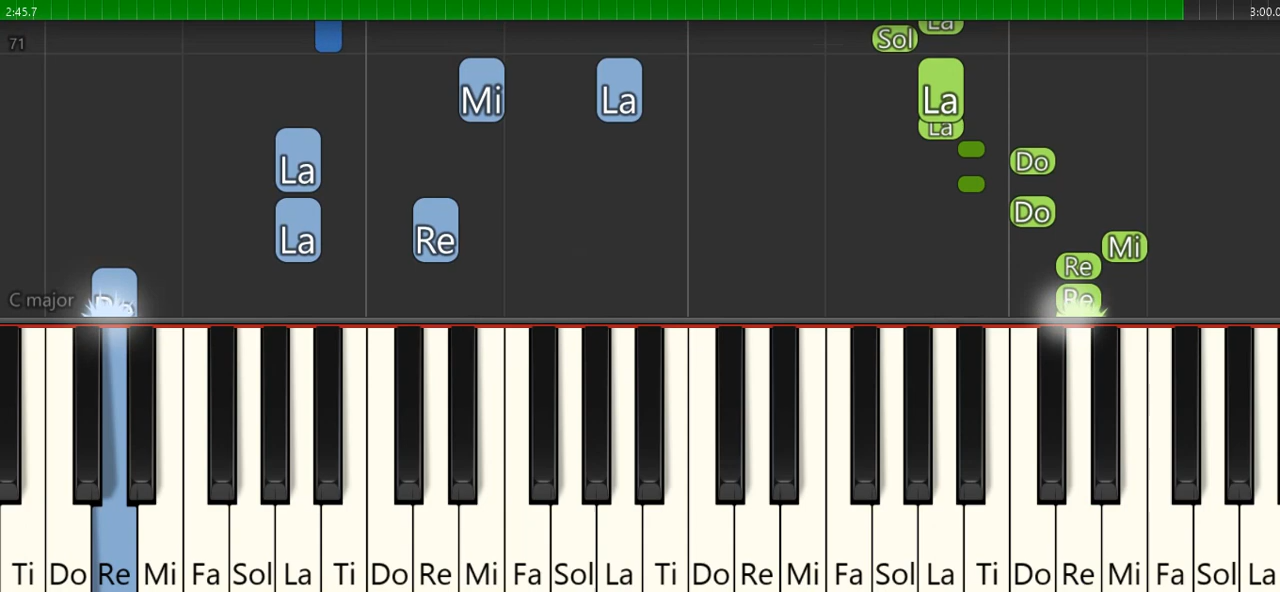 2:45.7 3:00.0
La
71 Sol
Mi La La
La
La Do
Do
La Re Mi
Re
C major Re Re
Ti Do Re Mi Fa Sol La Ti Do Re Mi Fa Sol La Ti Do Re Mi Fa Sol La Ti Do Re Mi Fa Sol La